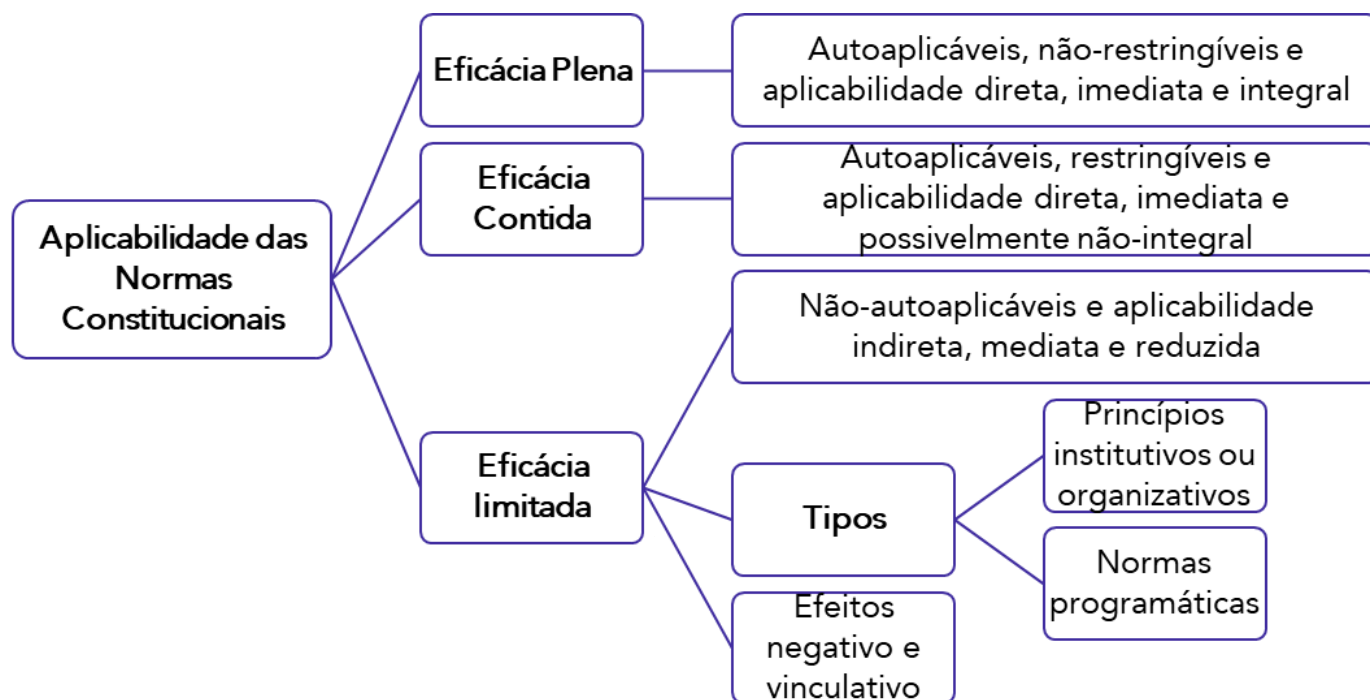 Aplicabilidade das
Normas
Constitucionais
Eficácia Plena
Autoaplicáveis, não-restringíveis e
aplicabilidade direta, imediata e integral
Eficácia
Contida
Autoaplicáveis, restringíveis e
aplicabilidade direta, imediata e
possivelmente não-integral
Eficácia
limitada
Não-autoaplicáveis e aplicabilidade
indireta, mediata e reduzida
Tipos
Princípios
institutivos ou
organizativos
Normas
programáticas
Efeitos
negativo e
vinculativo